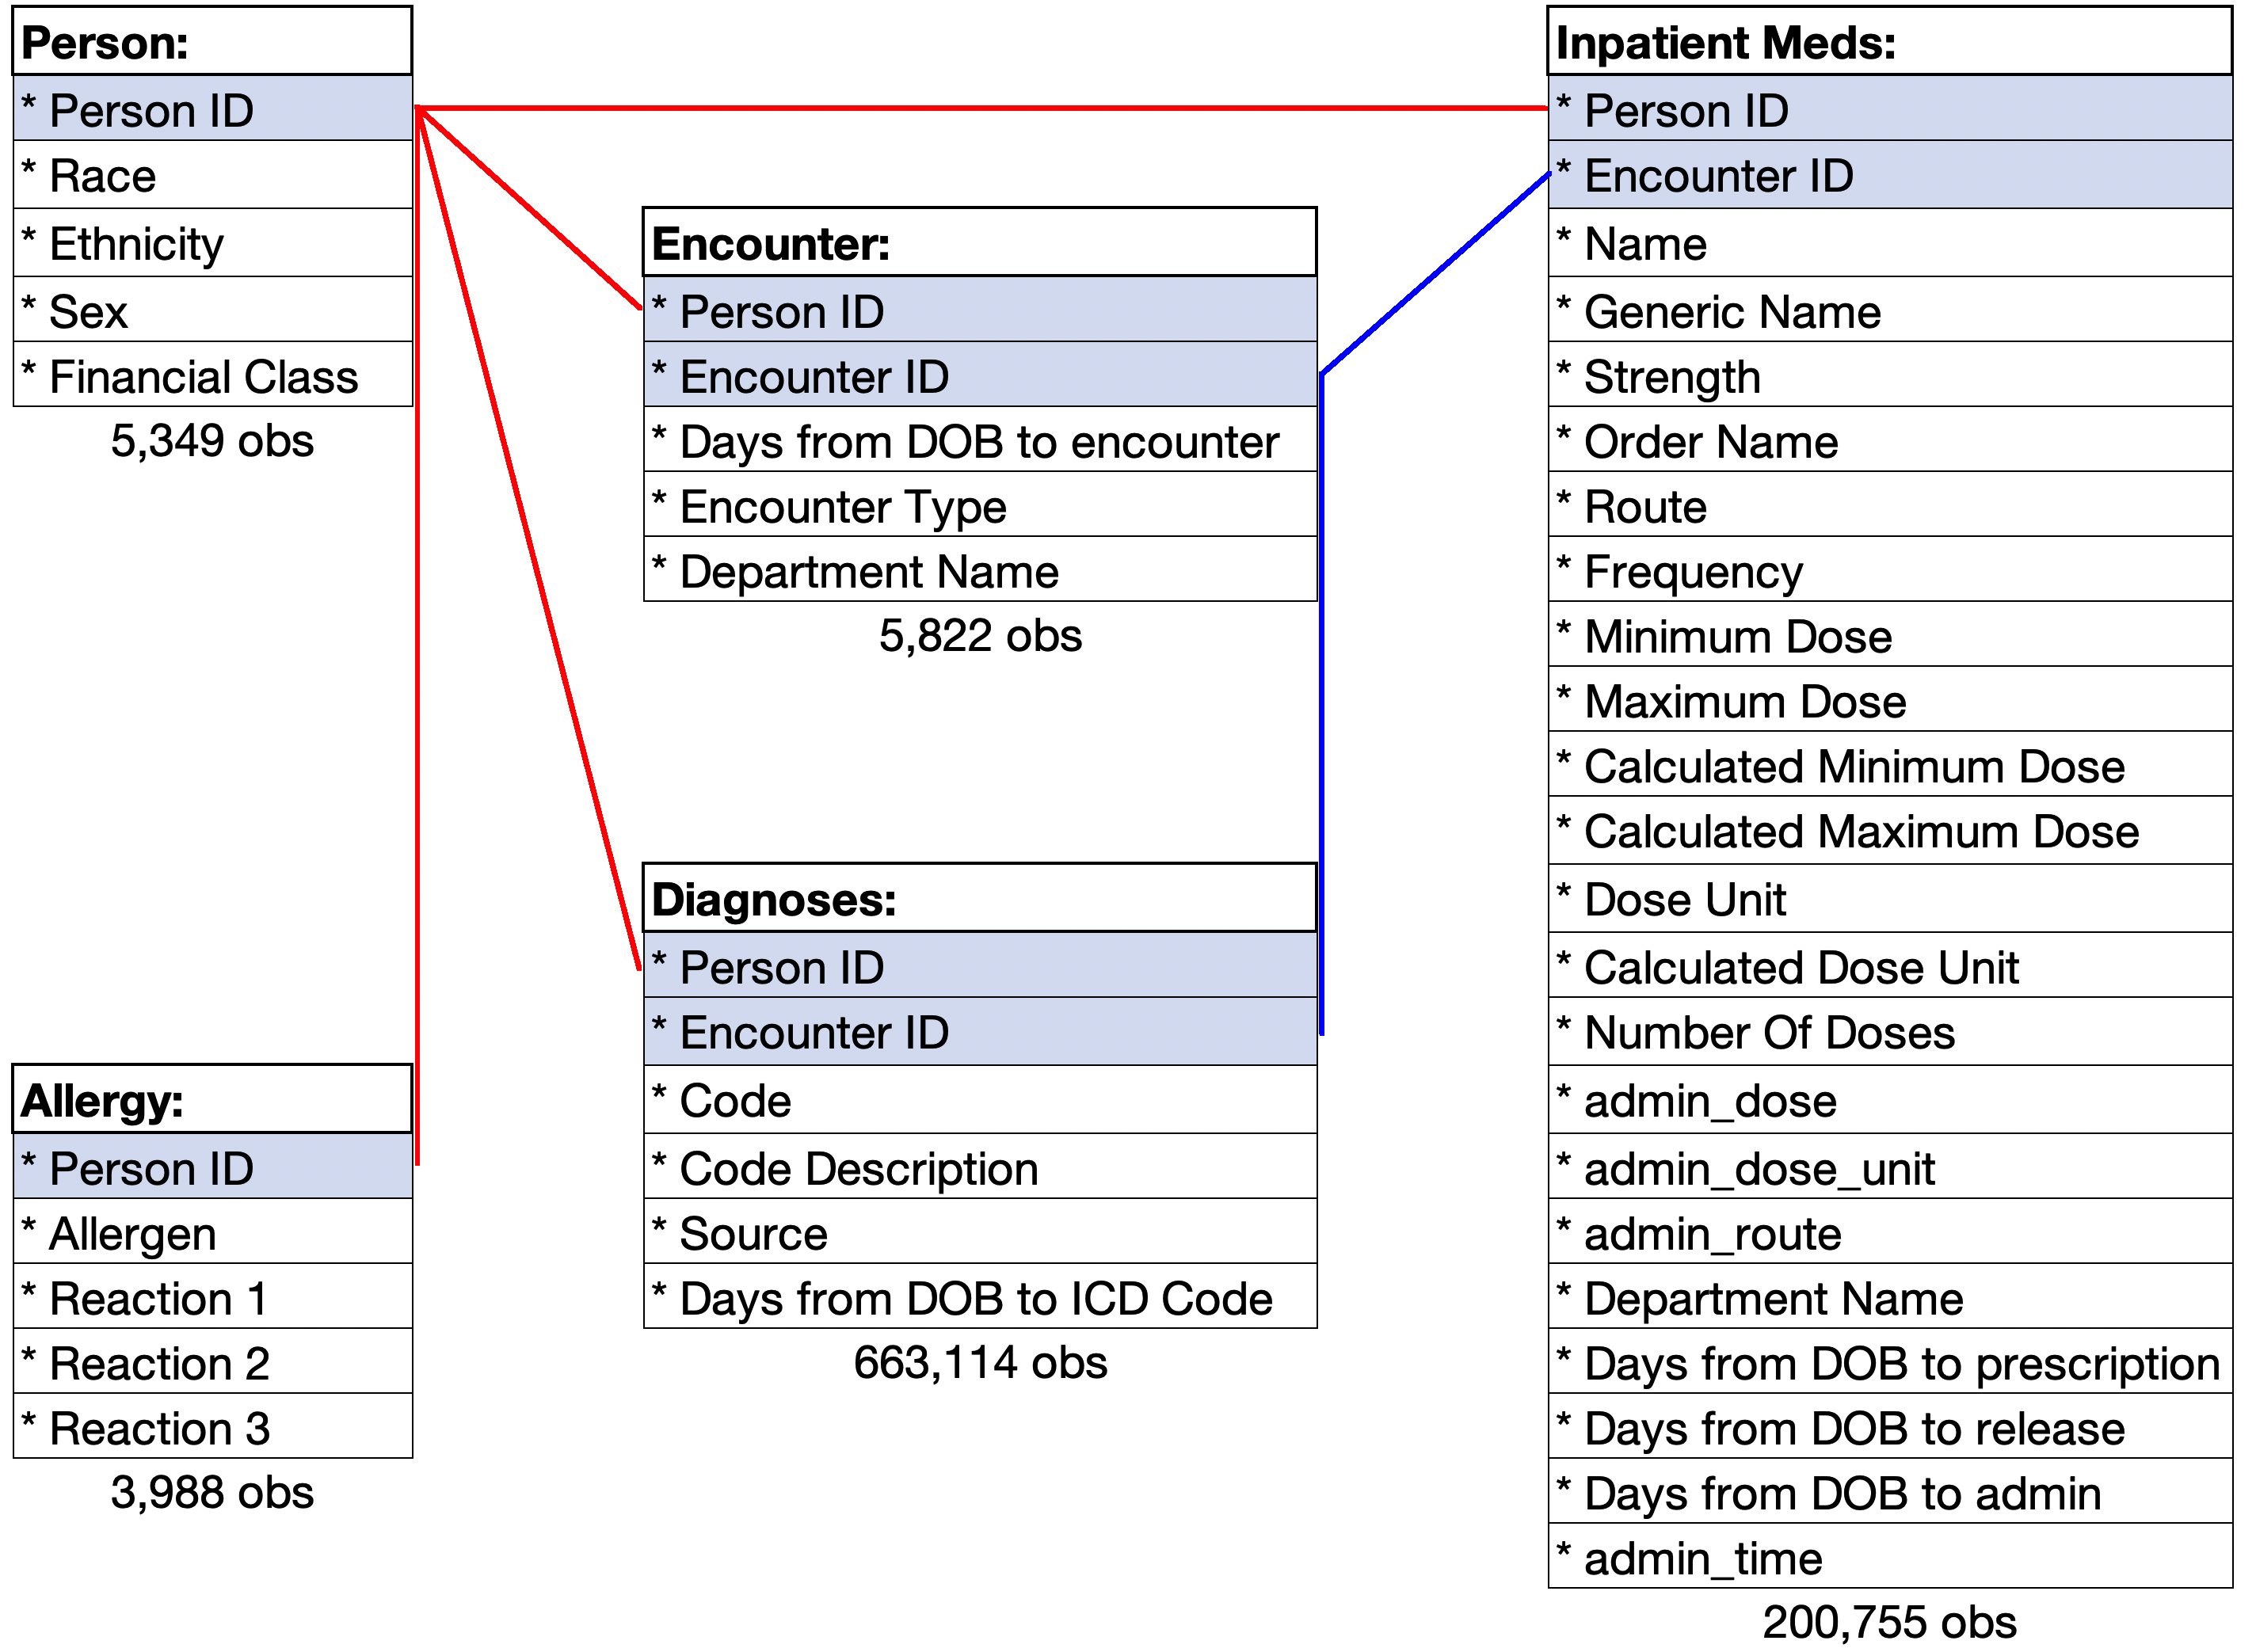 Person:
* Person ID
* Race
* Ethnicity
* Sex
* Financial Class
5,349 obs
Allergy:
* Person ID
* Allergen
* Reaction 1
* Reaction 2
* Reaction 3
3,988 obs
Encounter:
* Person ID
* Encounter ID
* Days from DOB to encounter
* Encounter Type
* Department Name
5,822 obs
Diagnoses:
* Person ID
* Encounter ID
* Code
* Code Description
* Source
* Days from DOB to ICD Code
663,114 obs
Inpatient Meds:
* Person ID
* Encounter ID
* Name
* Generic Name
* Strength
* Order Name
* Route
* Frequency
* Minimum Dose
* Maximum Dose
* Calculated Minimum Dose
* Calculated Maximum Dose
* Dose Unit
* Calculated Dose Unit
* Number Of Doses
* admin_dose
* admin_dose_unit
* admin_route
* Department Name
* Days from DOB to prescription
* Days from DOB to release
* Days from DOB to admin
* admin_time
200,755 obs